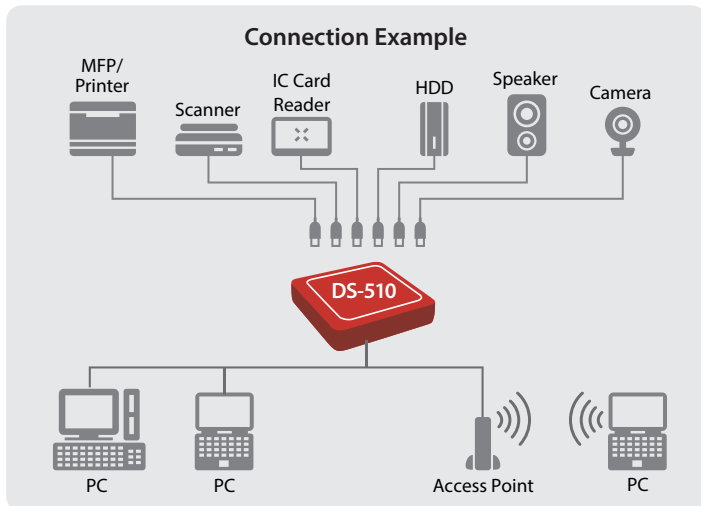 Connection Example
MFP/
Printer
Scanner
IC Card
Reader
HDD
Speaker
Camera
DS-510
PC
PC
Access Point
PC